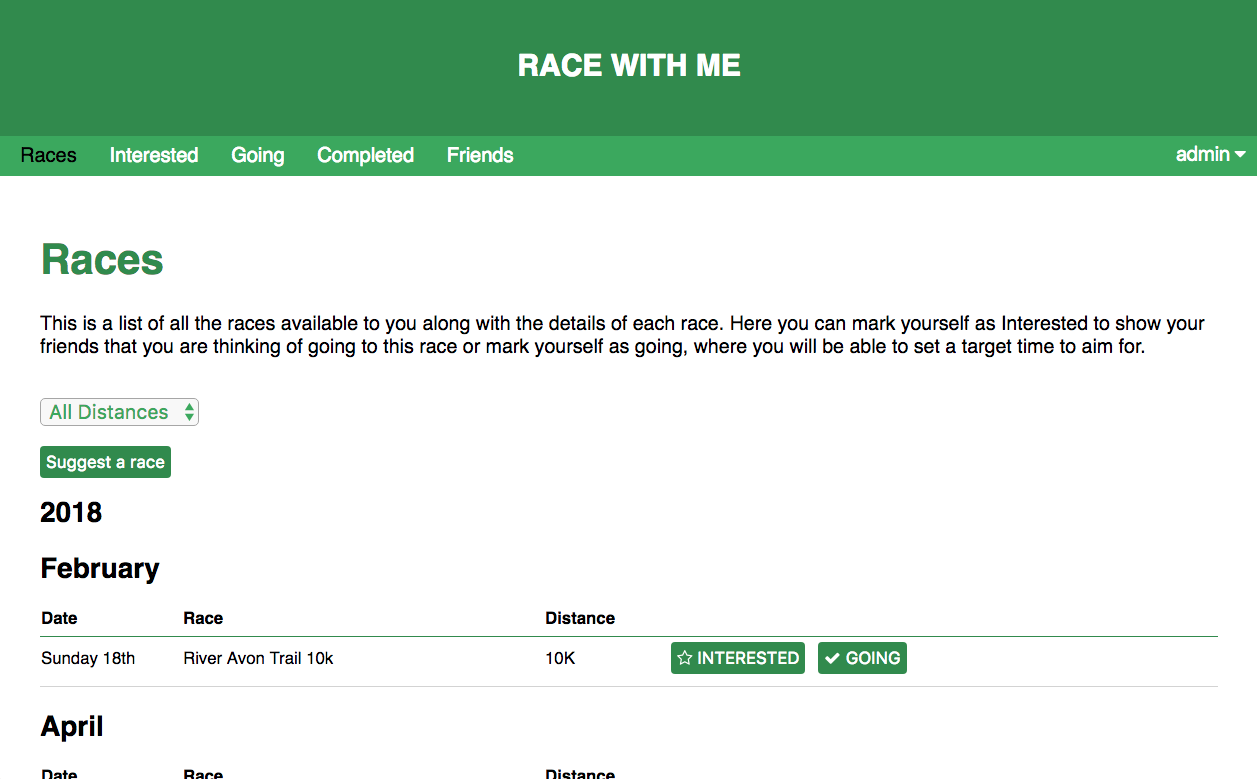 RACE WITH ME
Races Interested Going Completed Friends admin
Races
This is a list of all the races available to you along with the details of each race. Here you can mark yourself as Interested to show your
friends that you are thinking of going to this race or mark yourself as going, where you will be able to set a target time to aim for.
All Distances
Suggest a race
2018
February
Date Race Distance
Sunday 18th River Avon Trail 10k 10K INTERESTED GOING
April
Date Race Distance